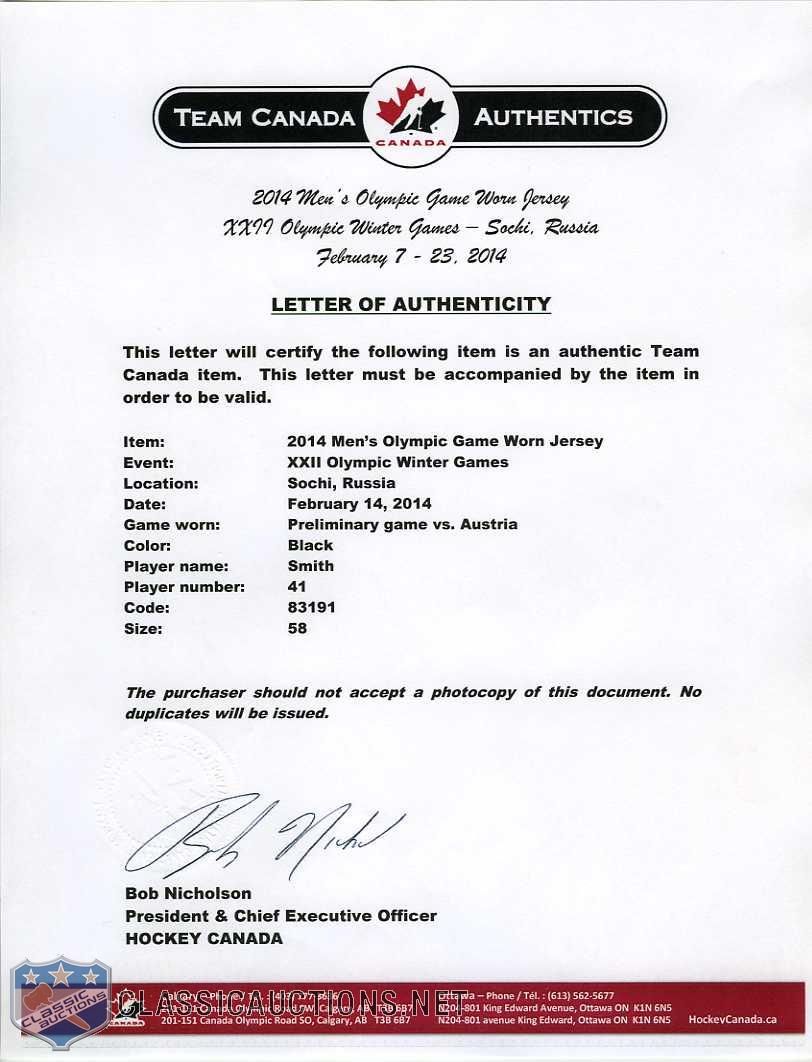 TEAM CANADA AUTHENTICS
CANADA
2014 Men's Olympic Game Worn Jersey
XXII Olympic Winter Games – Sochi, Russia
February 7 - 23, 2014
LETTER OF AUTHENTICITY
This letter will certify the following item is an authentic Team
Canada item. This letter must be accompanied by the item in
order to be valid.
Item: 2014 Men's Olympic Game Worn Jersey
Event: XXII Olympic Winter Games
Location: Sochi, Russia
Date: February 14, 2014
Game worn: Preliminary game vs. Austria
Color: Black
Player name: Smith
Player number: 41
Code: 83191
Size: 58
The purchaser should not accept a photocopy of this document. No
duplicates will be issued.
Bob Nicholson
President & Chief Executive Officer
HOCKEY CANADA
CLASSIC AUCTIONS
CLASSICAUCTIONS.NET
Ottawa – Phone / Tél. : (613) 562-5677
N204-801 King Edward Avenue, Ottawa ON K1N 6N5
201-151 Canada Olympic Road SO, Calgary, AB T3B 6B7
N204-801 avenue King Edward, Ottawa ON K1N 6N5
HockeyCanada.ca